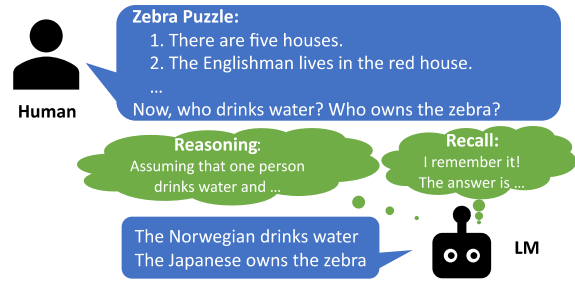 Zebra Puzzle:
1. There are five houses.
2. The Englishman lives in the red house.
...
Now, who drinks water? Who owns the zebra?
Human
Reasoning:
Assuming that one person
drinks water and ...
Recall:
I remember it!
The answer is ...
The Norwegian drinks water
The Japanese owns the zebra
LM